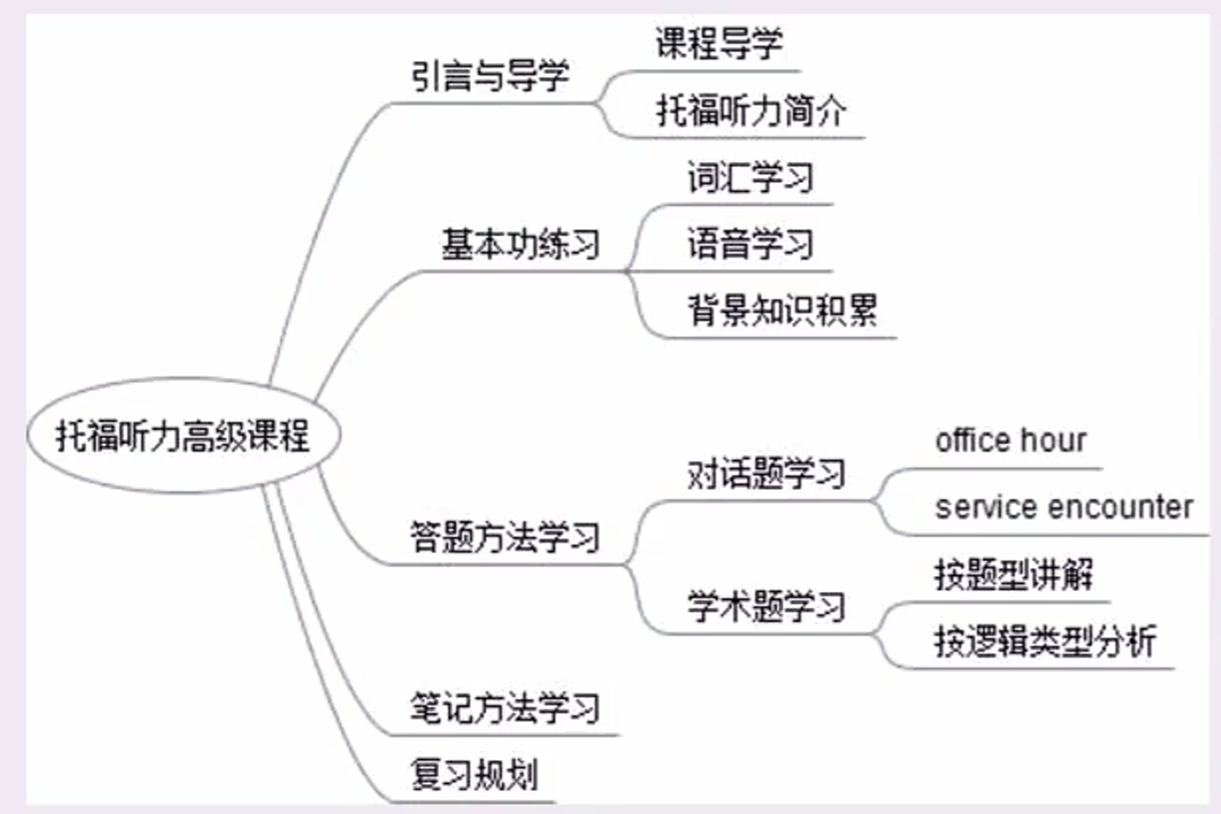 课程导学
引言与导学
托福听力简介
词汇学习
基本功练习
语音学习
背景知识积累
托福听力高级课程
office hour
对话题学习
service encounter
答题方法学习
按题型讲解
学术题学习
按逻辑类型分析
笔记方法学习
复习规划